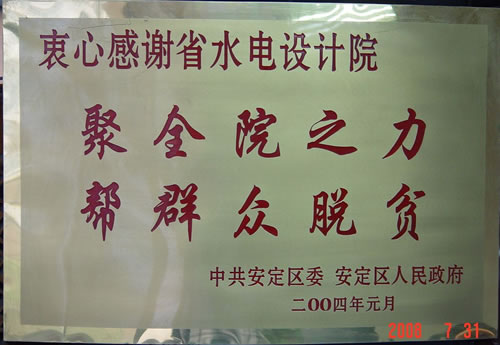 衷心感谢省水电设计院
聚全院之力
帮群众脱贫
中共安定区委 安定区人民政府
二OO四年元月
2008 7 31